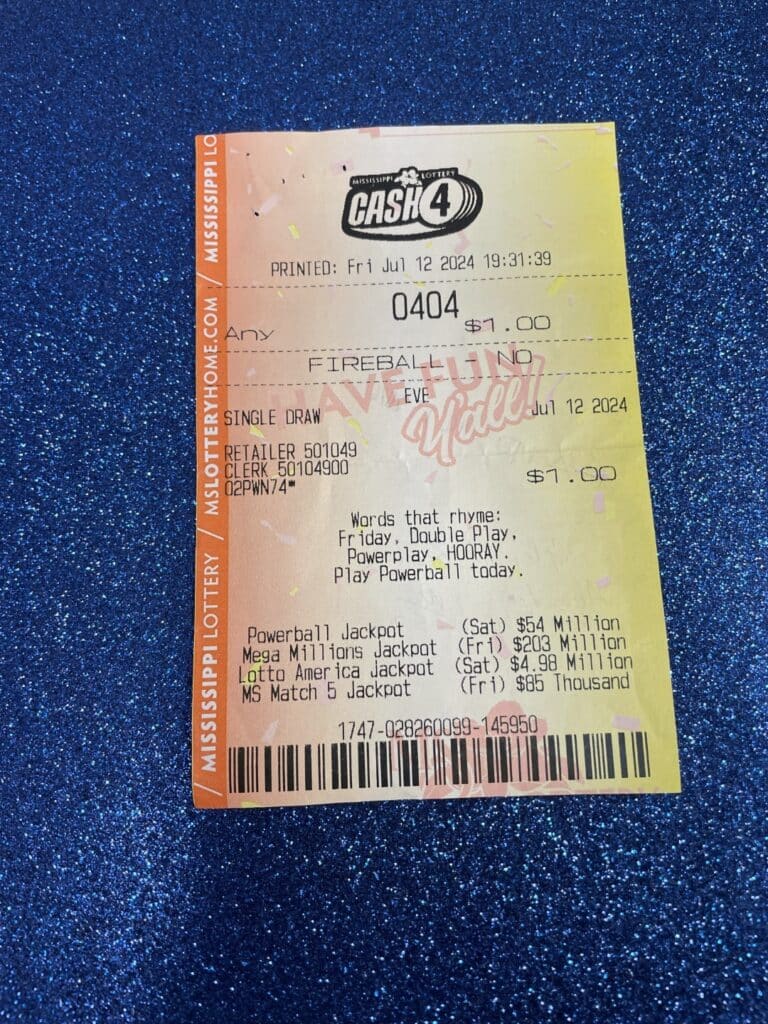 MISSISSIPPI LOTTERY
CASH 4
PRINTED: Fri Jul 12 2024 19:31:39
0404
Any $1.00
FIREBALL : NO
HAVE FUN
Y'all!
EVE
SINGLE DRAW Jul 12 2024
RETAILER 501049
CLERK 50104900
02PWN74* $1.00
Words that rhyme:
Friday, Double Play,
Powerplay, HOORAY.
Play Powerball today.
Powerball Jackpot (Sat) $54 Million
Mega Millions Jackpot (Fri) $203 Million
Lotto America Jackpot (Sat) $4.98 Million
MS Match 5 Jackpot (Fri) $85 Thousand
1747-028260099-145950
/ MISSISSIPPI LOTTERY / MSLOTTERYHOME.COM / MISSISSIPPI LO